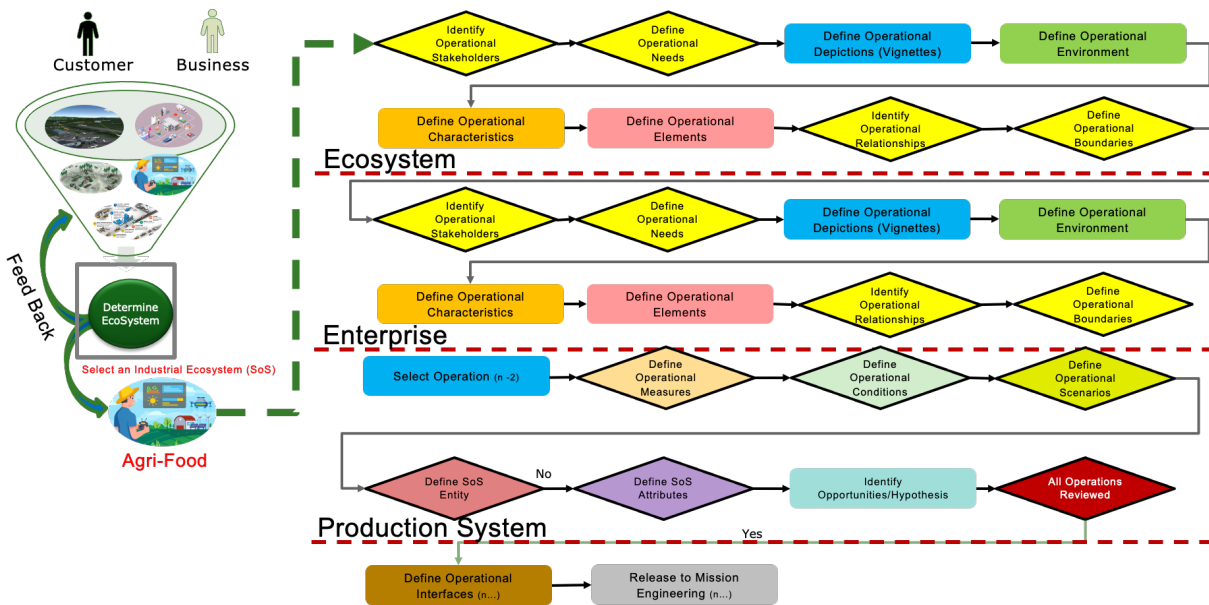 Customer
Business
Feed Back
Determine
EcoSystem
Select an Industrial Ecosystem (SoS)
Agri-Food
Identify
Operational
Stakeholders
Define
Operational
Needs
Define Operational
Depictions (Vignettes)
Define Operational
Environment
Define Operational
Characteristics
Define Operational
Elements
Identify
Operational
Relationships
Define
Operational
Boundaries
Ecosystem
Identify
Operational
Stakeholders
Define
Operational
Needs
Define Operational
Depictions (Vignettes)
Define Operational
Environment
Define Operational
Characteristics
Define Operational
Elements
Identify
Operational
Relationships
Define
Operational
Boundaries
Enterprise
Select Operation (n -2)
Define
Operational
Measures
Define
Operational
Conditions
Define
Operational
Scenarios
Define SoS
Entity
No
Define SoS
Attributes
Identify
Opportunities/Hypothesis
All Operations
Reviewed
Production System
Yes
Define Operational
Interfaces (n...)
Release to Mission
Engineering (n...)